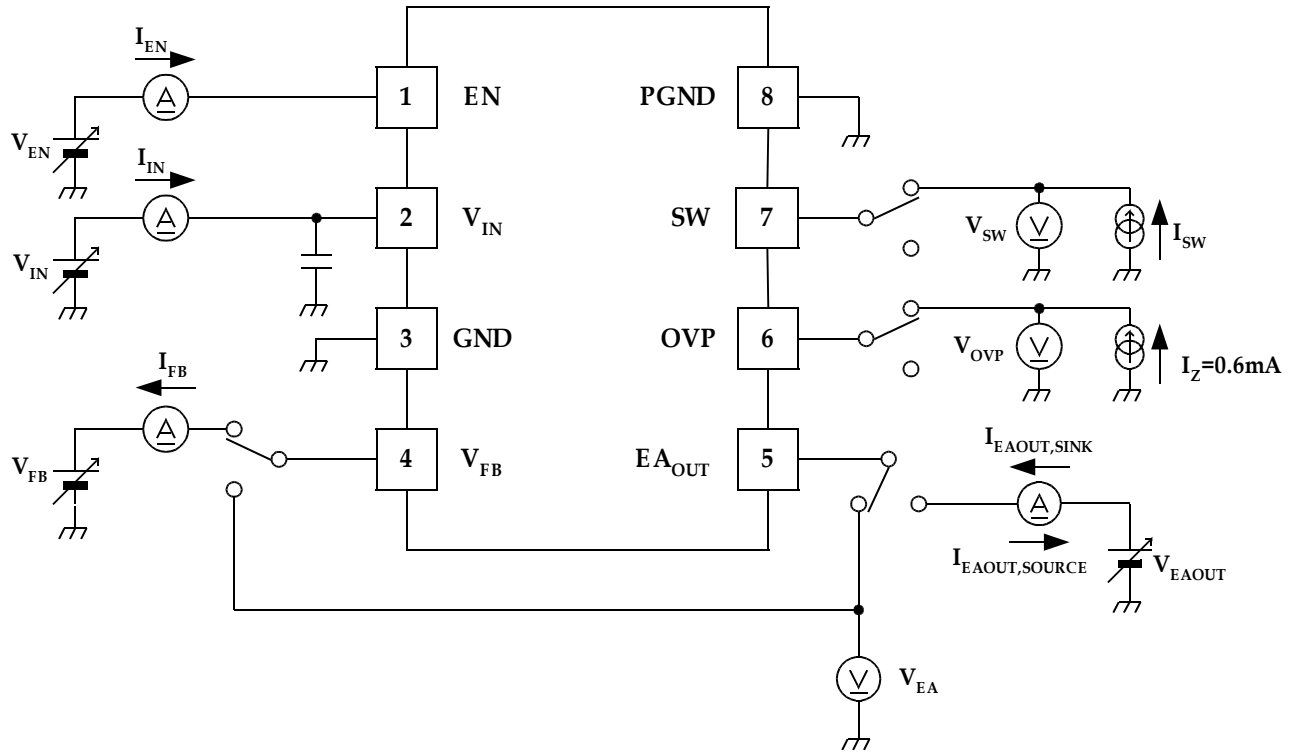 I_EN
1 EN PGND 8
A
V_EN
I_IN
A
2 V_IN SW 7
V_SW V I_SW
V_IN
3 GND OVP 6
V_OVP V I_Z=0.6mA
I_FB
A
V_FB
4 V_FB EA_OUT 5
I_EAOUT,SINK
A
I_EAOUT,SOURCE
V_EAOUT
V V_EA